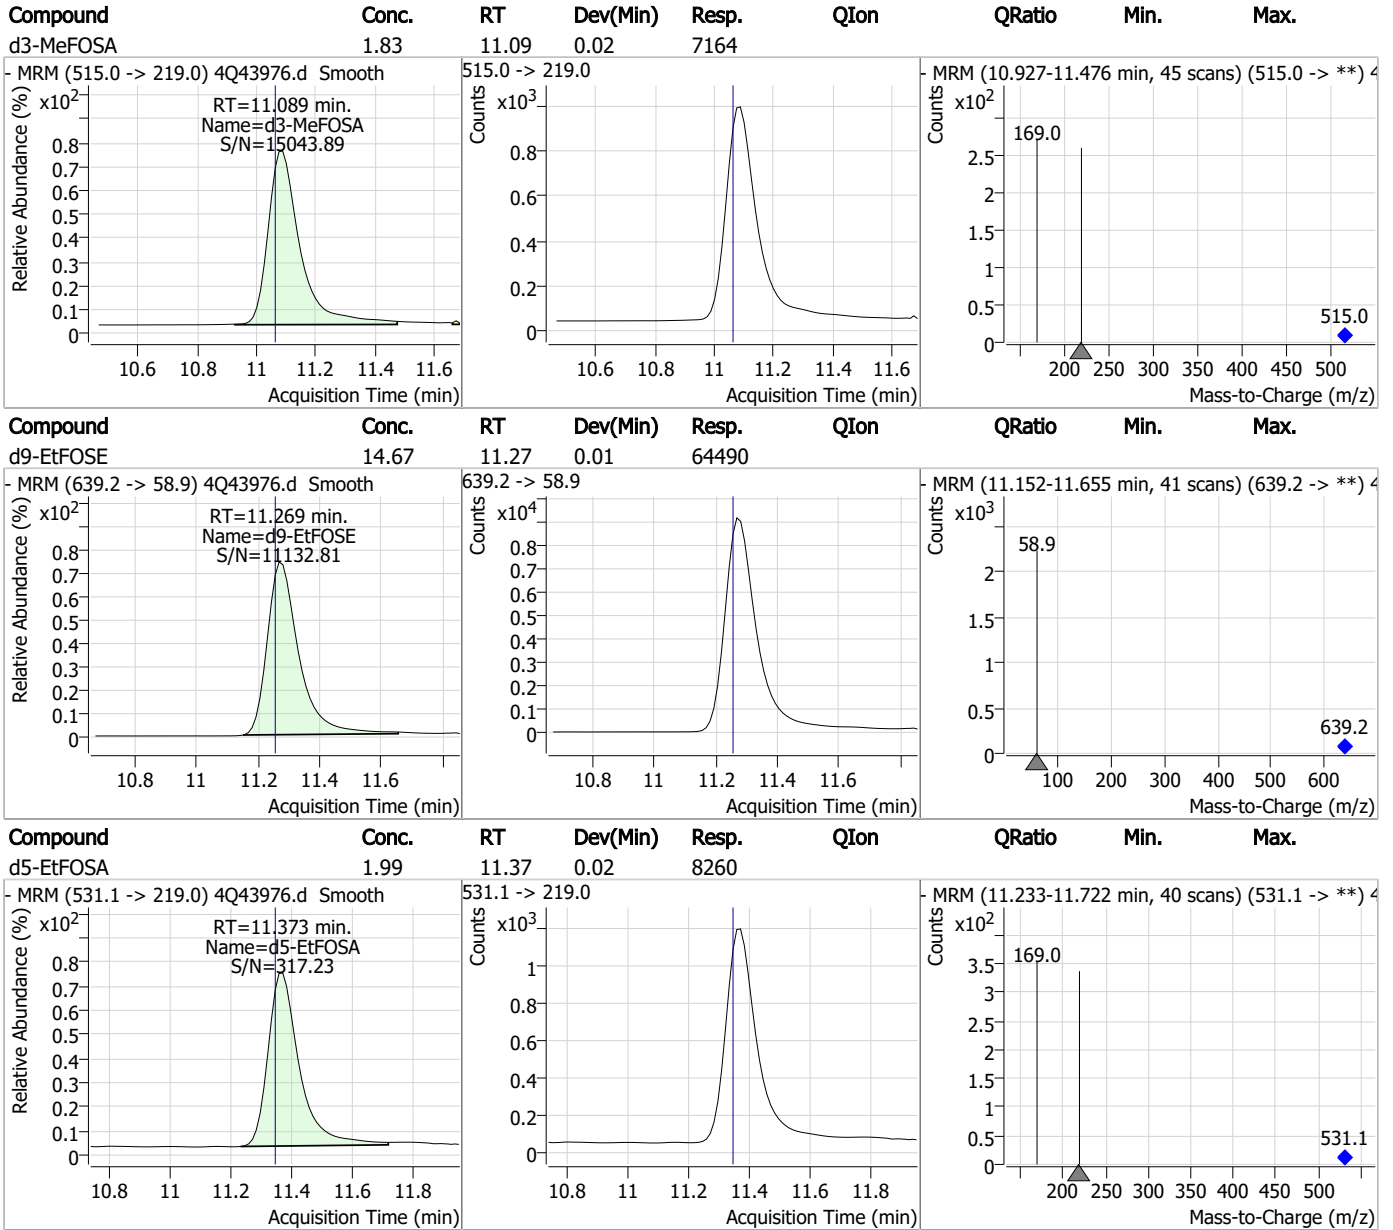 Compound Conc. RT Dev(Min) Resp. QIon QRatio Min. Max.
d3-MeFOSA 1.83 11.09 0.02 7164
- MRM (515.0 -> 219.0) 4Q43976.d Smooth
x10² RT=11.089 min.
Name=d3-MeFOSA
S/N=15043.89
Relative Abundance (%)
0.8
0.7
0.6
0.5
0.4
0.3
0.2
0.1
0
10.6 10.8 11 11.2 11.4 11.6
Acquisition Time (min)
515.0 -> 219.0
Counts
x10³
0.8
0.6
0.4
0.2
0
10.6 10.8 11 11.2 11.4 11.6
Acquisition Time (min)
- MRM (10.927-11.476 min, 45 scans) (515.0 -> **) 4
Counts
x10²
169.0
2.5
2
1.5
1
0.5
515.0
0
200 250 300 350 400 450 500
Mass-to-Charge (m/z)
Compound Conc. RT Dev(Min) Resp. QIon QRatio Min. Max.
d9-EtFOSE 14.67 11.27 0.01 64490
- MRM (639.2 -> 58.9) 4Q43976.d Smooth
x10² RT=11.269 min.
Name=d9-EtFOSE
S/N=11132.81
Relative Abundance (%)
0.8
0.7
0.6
0.5
0.4
0.3
0.2
0.1
0
10.8 11 11.2 11.4 11.6
Acquisition Time (min)
639.2 -> 58.9
Counts
x10⁴
0.8
0.7
0.6
0.5
0.4
0.3
0.2
0.1
0
10.8 11 11.2 11.4 11.6 11.8
Acquisition Time (min)
- MRM (11.152-11.655 min, 41 scans) (639.2 -> **) 4
Counts
x10³
58.9
2
1.5
1
0.5
639.2
0
100 200 300 400 500 600
Mass-to-Charge (m/z)
Compound Conc. RT Dev(Min) Resp. QIon QRatio Min. Max.
d5-EtFOSA 1.99 11.37 0.02 8260
- MRM (531.1 -> 219.0) 4Q43976.d Smooth
x10² RT=11.373 min.
Name=d5-EtFOSA
S/N=317.23
Relative Abundance (%)
0.8
0.7
0.6
0.5
0.4
0.3
0.2
0.1
0
10.8 11 11.2 11.4 11.6 11.8
Acquisition Time (min)
531.1 -> 219.0
Counts
x10³
1
0.8
0.6
0.4
0.2
0
10.8 11 11.2 11.4 11.6 11.8
Acquisition Time (min)
- MRM (11.233-11.722 min, 40 scans) (531.1 -> **) 4
Counts
x10²
169.0
3.5
3
2.5
2
1.5
1
0.5
531.1
0
200 250 300 350 400 450 500
Mass-to-Charge (m/z)